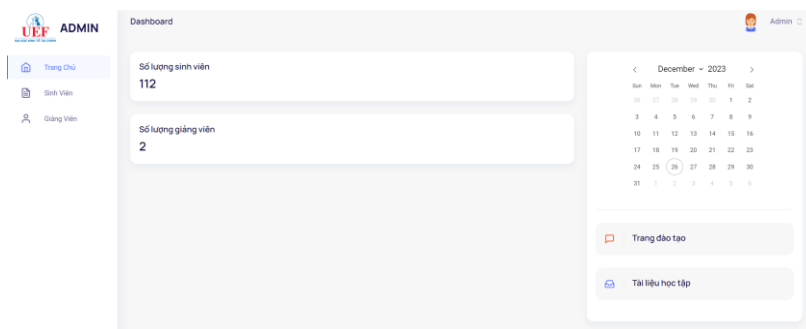 UEF
ADMIN
Trang Chủ
Sinh Viên
Giảng Viên
Dashboard
Admin
Số lượng sinh viên
112
Số lượng giảng viên
2
December 2023
Sun Mon Tue Wed Thu Fri Sat
26 27 28 29 30 1 2
3 4 5 6 7 8 9
10 11 12 13 14 15 16
17 18 19 20 21 22 23
24 25 26 27 28 29 30
31 1 2 3 4 5 6
Trang đào tạo
Tài liệu học tập